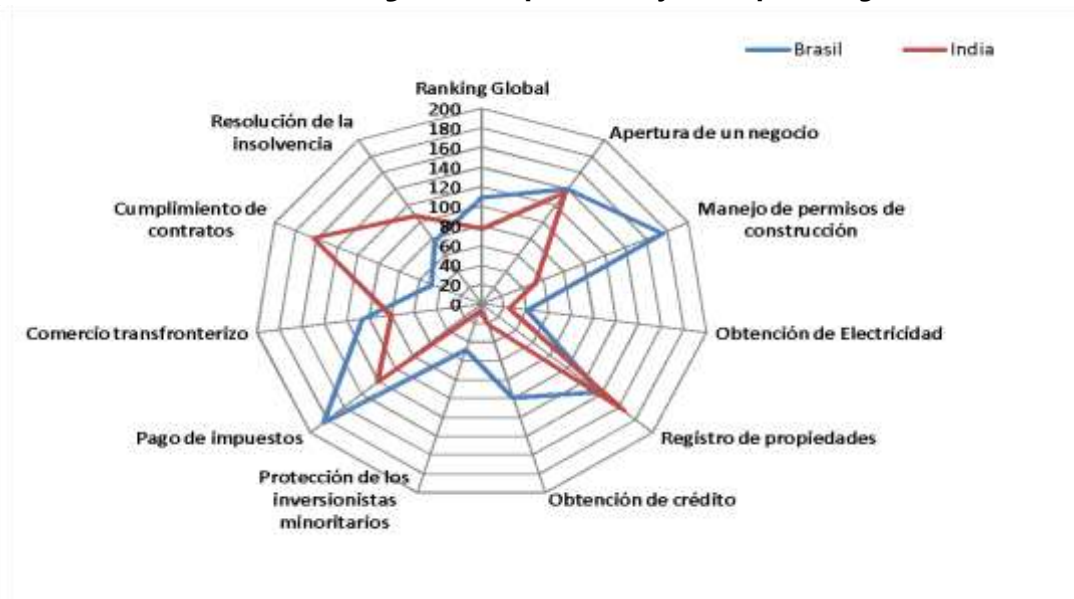 Brasil
India
Ranking Global
200
180
160
140
120
100
80
60
40
20
0
Apertura de un negocio
Manejo de permisos de
construcción
Obtención de Electricidad
Registro de propiedades
Obtención de crédito
Protección de los
inversionistas
minoritarios
Pago de impuestos
Comercio transfronterizo
Cumplimiento de
contratos
Resolución de la
insolvencia